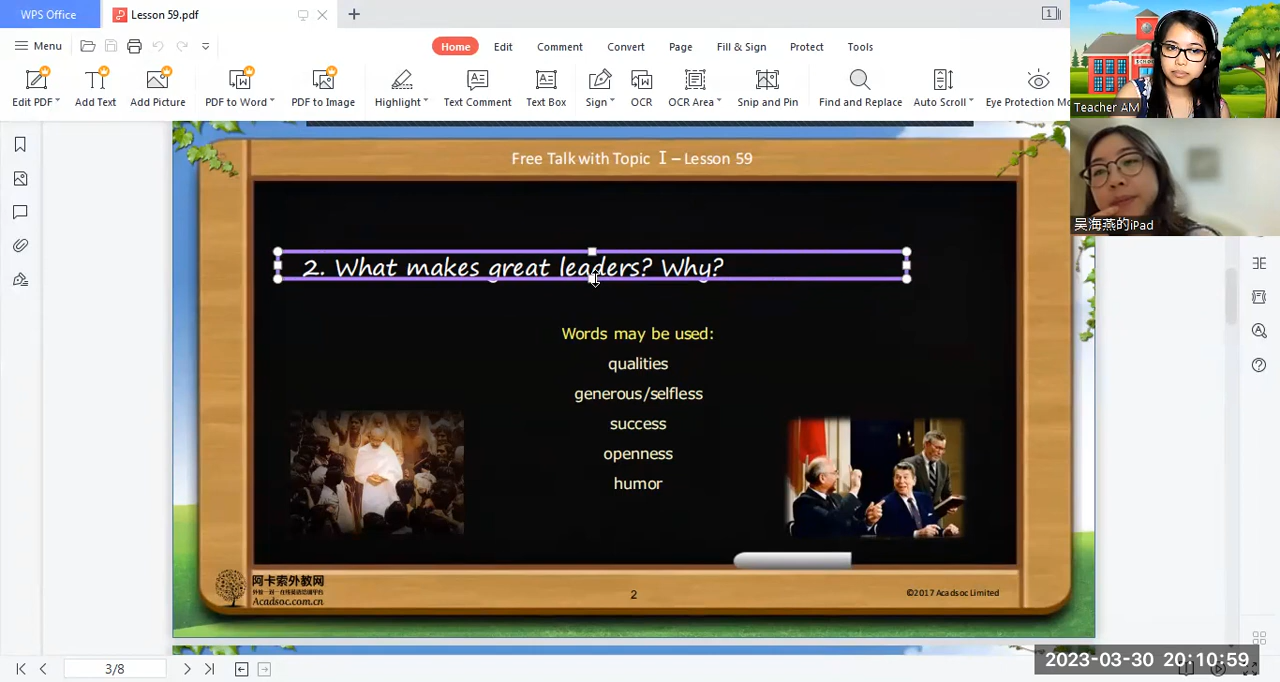 WPS Office
Lesson 59.pdf
1
Menu
Home
Edit
Comment
Convert
Page
Fill & Sign
Protect
Tools
Edit PDF
Add Text
Add Picture
PDF to Word
PDF to Image
Highlight
Text Comment
Text Box
Sign
OCR
OCR Area
Snip and Pin
Find and Replace
Auto Scroll
Eye Protection Mo
Teacher AM
吴海燕的iPad
Free Talk with Topic Ⅰ – Lesson 59
2. What makes great leaders? Why?
Words may be used:
qualities
generous/selfless
success
openness
humor
阿卡索外教网
Acadsoc.com.cn
2
©2017 Acadsoc Limited
3/8
2023-03-30 20:10:59